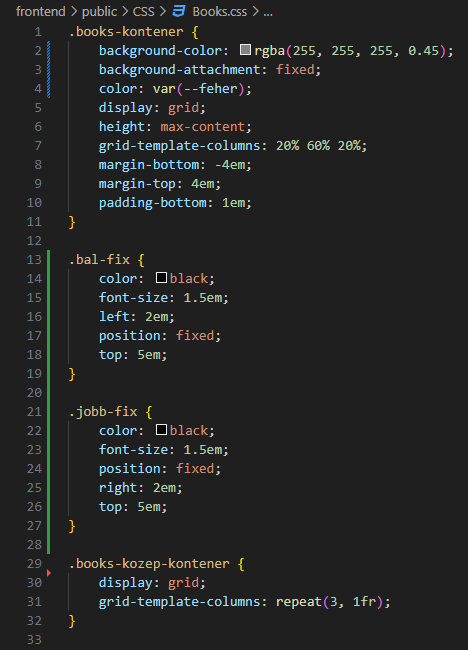 frontend > public > CSS > Books.css > ...
1 .books-kontener {
2     background-color: rgba(255, 255, 255, 0.45);
3     background-attachment: fixed;
4     color: var(--feher);
5     display: grid;
6     height: max-content;
7     grid-template-columns: 20% 60% 20%;
8     margin-bottom: -4em;
9     margin-top: 4em;
10     padding-bottom: 1em;
11 }
12
13 .bal-fix {
14     color: black;
15     font-size: 1.5em;
16     left: 2em;
17     position: fixed;
18     top: 5em;
19 }
20
21 .jobb-fix {
22     color: black;
23     font-size: 1.5em;
24     position: fixed;
25     right: 2em;
26     top: 5em;
27 }
28
29 .books-kozep-kontener {
30     display: grid;
31     grid-template-columns: repeat(3, 1fr);
32 }
33